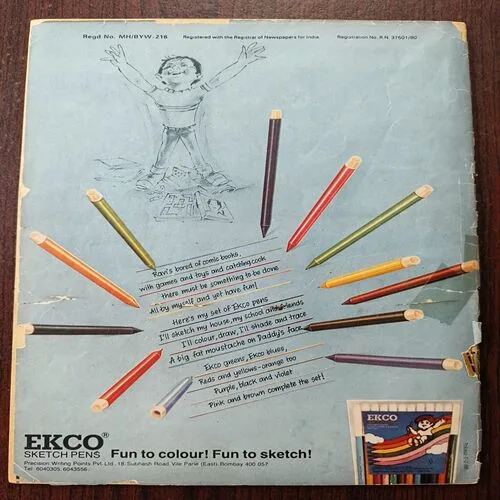 Regd No. MH/BYW-216 Registered with the Registrar of Newspapers for India Registration No. R.N. 37601/80
Ravi's bored of comic books,
with games and toys and catching cook
there must be something to be done
All by myself and yet have fun!
Here's my set of Ekco pens
I'll sketch my house, my school and friends
I'll colour, draw, I'll shade and trace
A big fat moustache on Daddy's face
Ekco greens, Ekco blues,
Reds and yellows-orange too
Purple, black and violet
Pink and brown complete the set!
EKCO
EKCO®
SKETCH PENS Fun to colour! Fun to sketch!
Precision Writing Points Pvt. Ltd., 18, Subhash Road, Vile Parle (East), Bombay 400 057
Tel: 6040305, 6043556